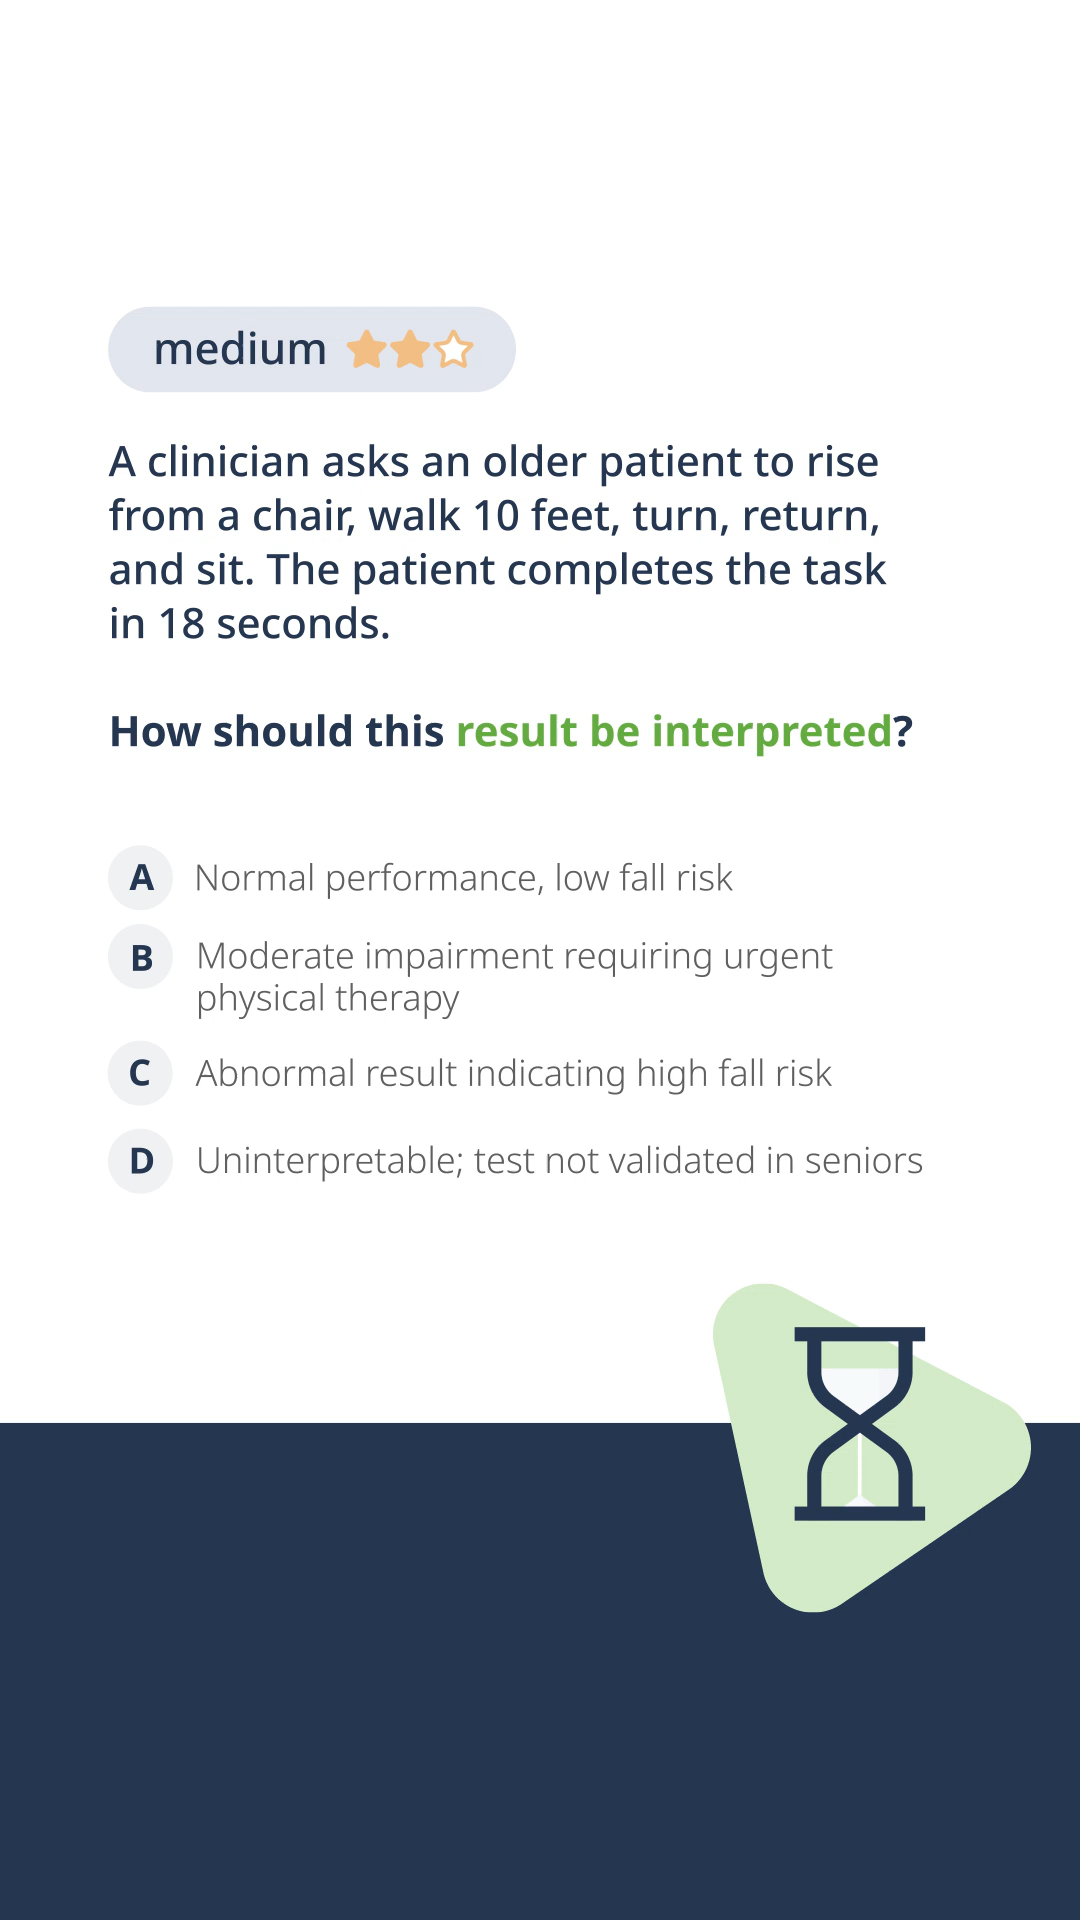 medium
A clinician asks an older patient to rise
from a chair, walk 10 feet, turn, return,
and sit. The patient completes the task
in 18 seconds.
How should this result be interpreted?
A Normal performance, low fall risk
B Moderate impairment requiring urgent
physical therapy
C Abnormal result indicating high fall risk
D Uninterpretable; test not validated in seniors